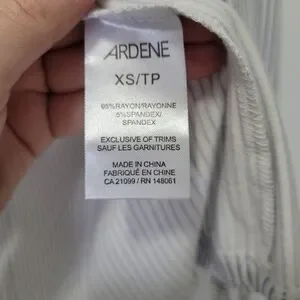 ARDENE
XS/TP
95%RAYON/RAYONNE
5%SPANDEX/
SPANDEX
EXCLUSIVE OF TRIMS
SAUF LES GARNITURES
MADE IN CHINA
FABRIQUÉ EN CHINE
CA 21099 / RN 148061